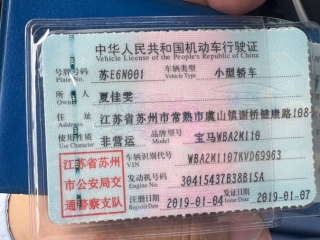 中华人民共和国机动车行驶证
Vehicle License of the People's Republic of China
号牌号码 Plate No. 苏E6N001 车辆类型 Vehicle Type 小型轿车
所有人 Owner 夏佳雯
住址 Address 江苏省苏州市常熟市虞山镇谢桥健康路108
使用性质 Use Character 非营运 品牌型号 Model 宝马WBA2M110
江苏省苏州 车辆识别代号 VIN WBA2M1107KVD69963
市公安局交 发动机号码 Engine No. 30415437B38B15A
通警察支队 注册日期 Register Date 2019-01-04 发证日期 Issue Date 2019-01-07